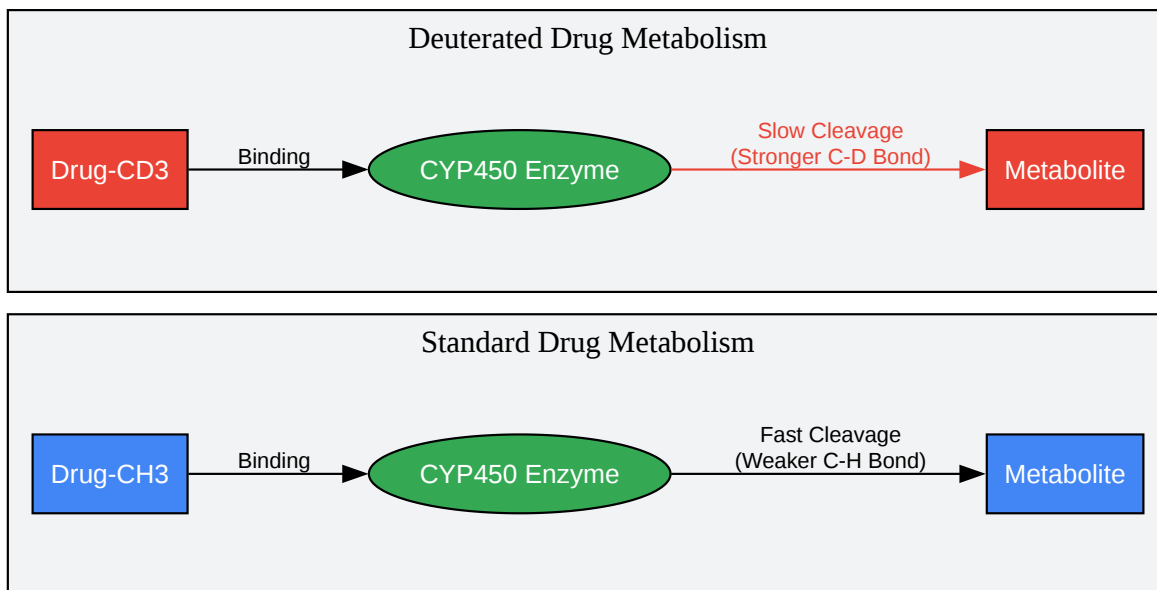 Deuterated Drug Metabolism
Drug-CD3
Binding
CYP450 Enzyme
Slow Cleavage
(Stronger C-D Bond)
Metabolite
Standard Drug Metabolism
Drug-CH3
Binding
CYP450 Enzyme
Fast Cleavage
(Weaker C-H Bond)
Metabolite